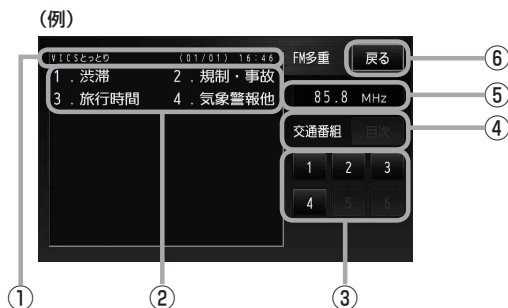 (例)
VICSとっとり (01/01) 16:46 FM多重 戻る
1．渋滞 2．規制・事故
3．旅行時間 4．気象警報他
85.8 MHz
交通番組 目次
1 2 3
4 5 6
① ② ③ ④ ⑤ ⑥